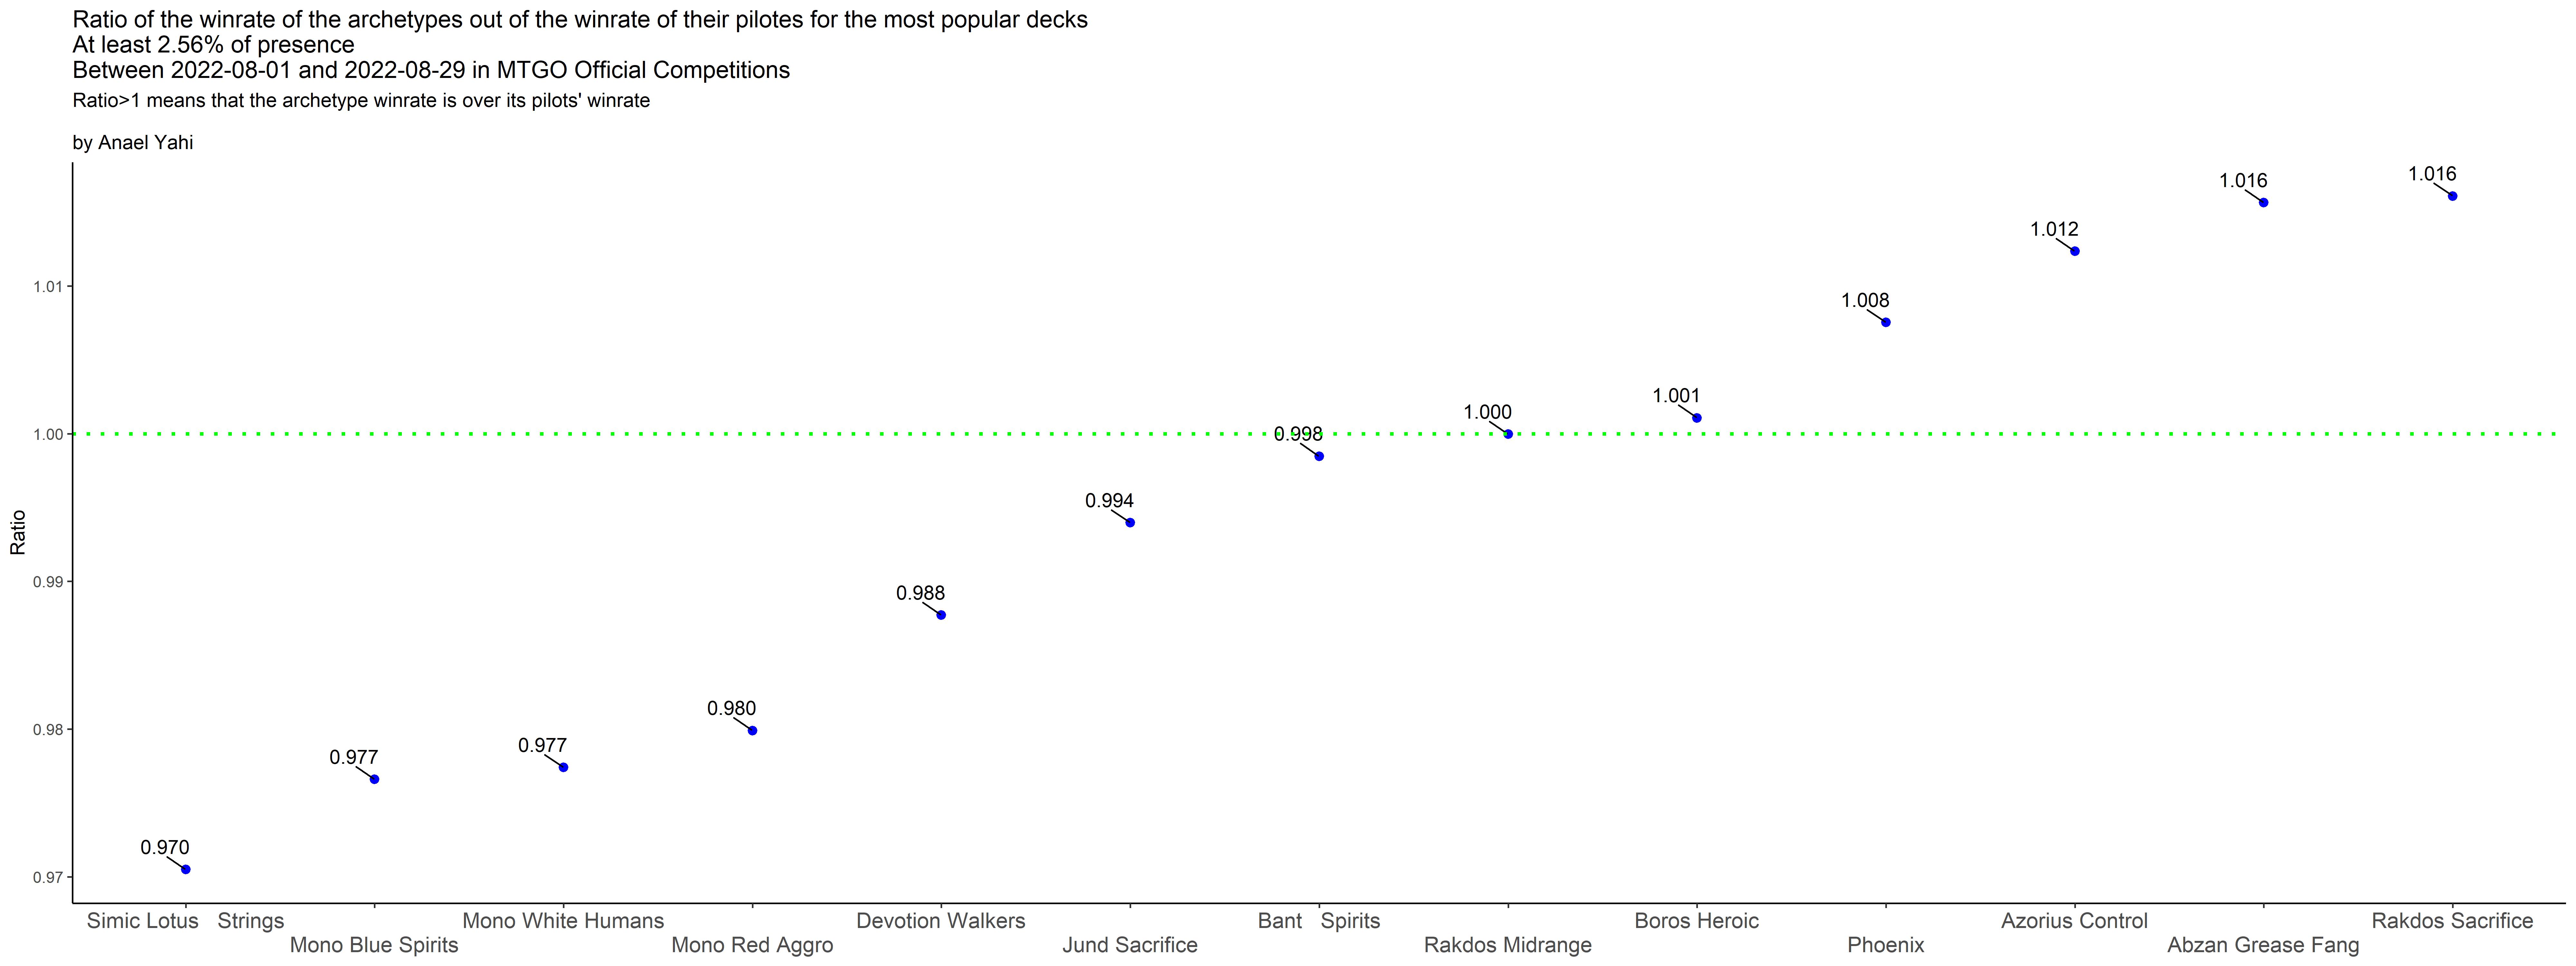 Ratio of the winrate of the archetypes out of the winrate of their pilotes for the most popular decks
At least 2.56% of presence
Between 2022-08-01 and 2022-08-29 in MTGO Official Competitions
Ratio>1 means that the archetype winrate is over its pilots' winrate
by Anael Yahi
Ratio
1.01
1.00
0.99
0.98
0.97
0.970
0.977
0.977
0.980
0.988
0.994
0.998
1.000
1.001
1.008
1.012
1.016
1.016
Simic Lotus Strings
Mono Blue Spirits
Mono White Humans
Mono Red Aggro
Devotion Walkers
Jund Sacrifice
Bant Spirits
Rakdos Midrange
Boros Heroic
Phoenix
Azorius Control
Abzan Grease Fang
Rakdos Sacrifice